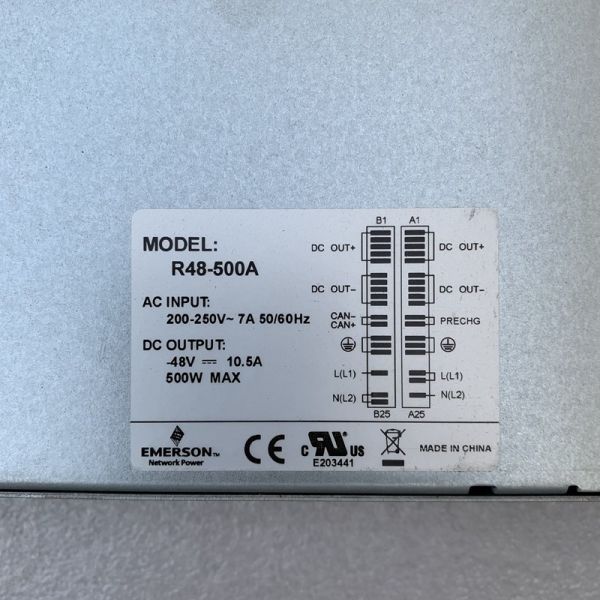 MODEL:
R48-500A
AC INPUT:
200-250V~ 7A 50/60Hz
DC OUTPUT:
-48V ⎓ 10.5A
500W MAX
B1 A1
DC OUT+ DC OUT+
DC OUT- DC OUT-
CAN-
CAN+ PRECHG
L(L1) L(L1)
N(L2) N(L2)
B25 A25
EMERSON™
Network Power
CE
c RU US
E203441
MADE IN CHINA